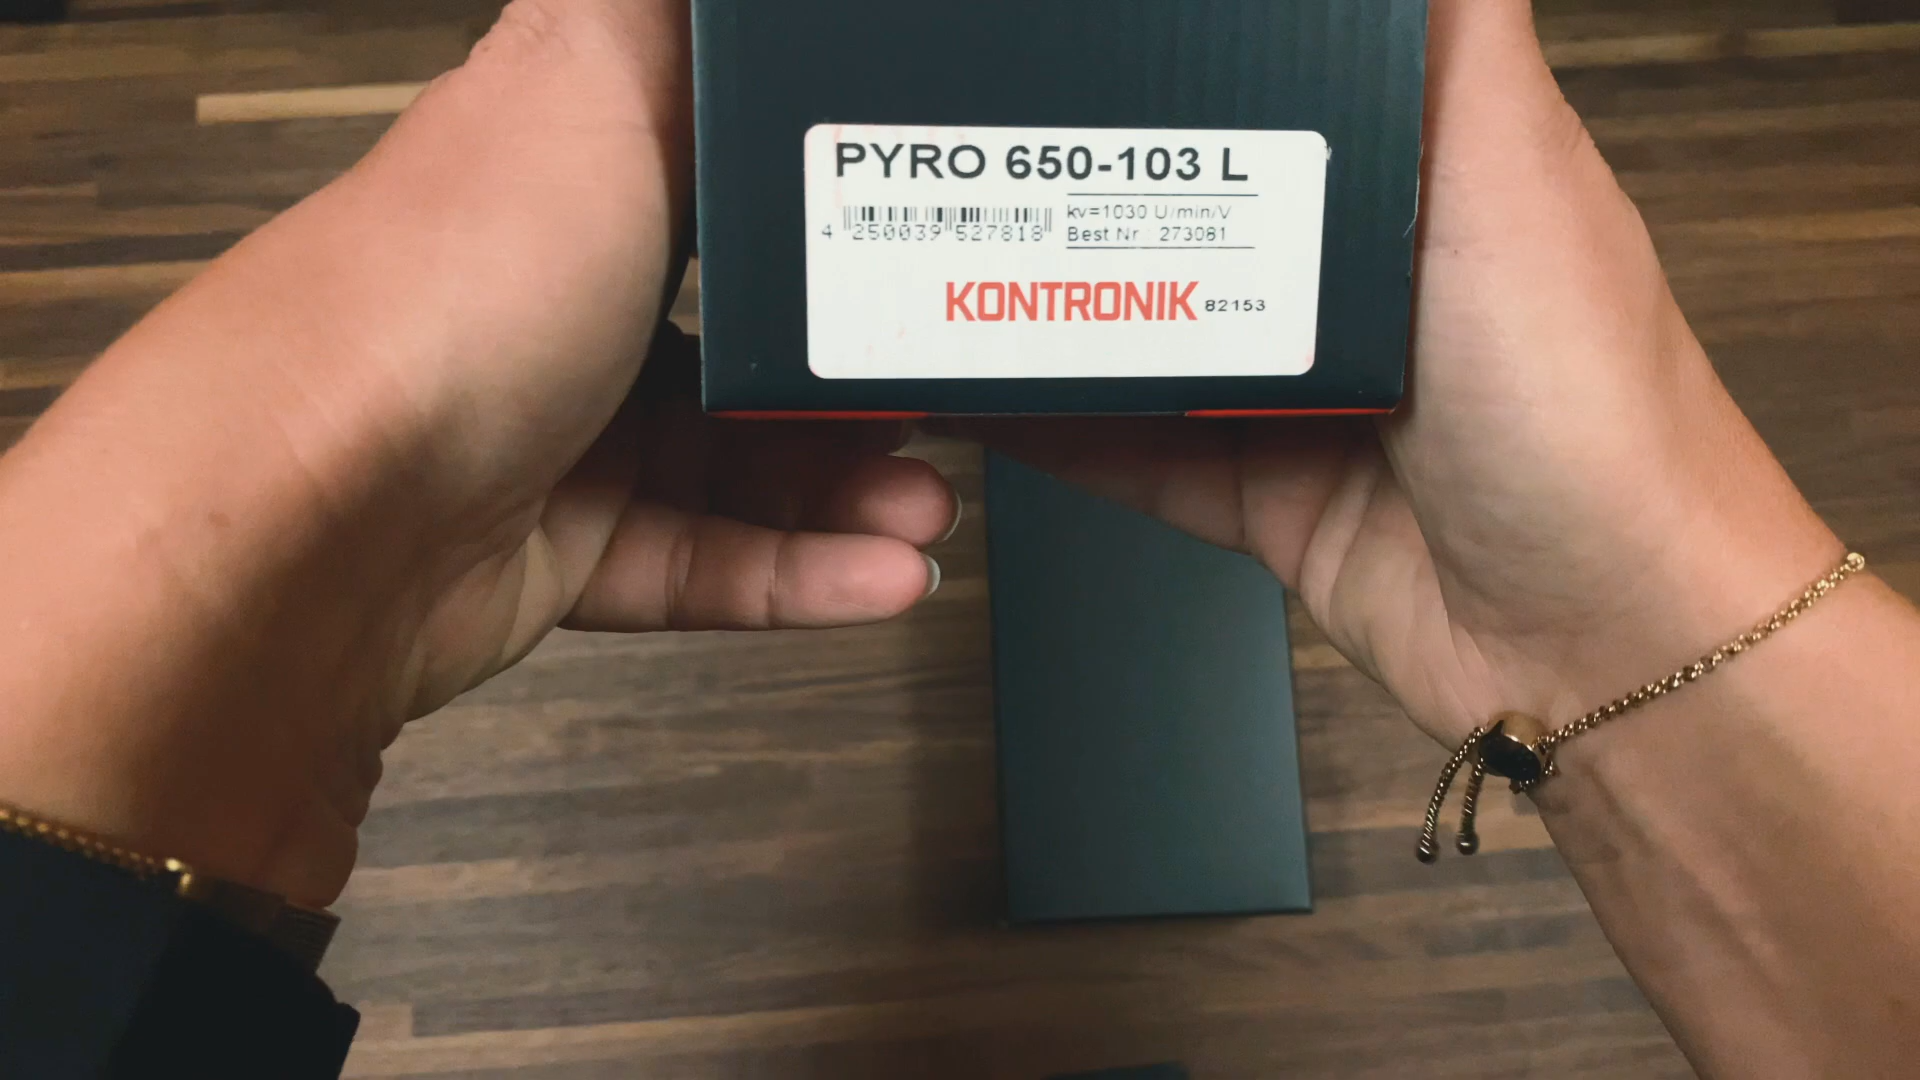 PYRO 650-103 L
kv=1030 U/min/V
4 250039 527818
Best Nr.: 273081
KONTRONIK 82153